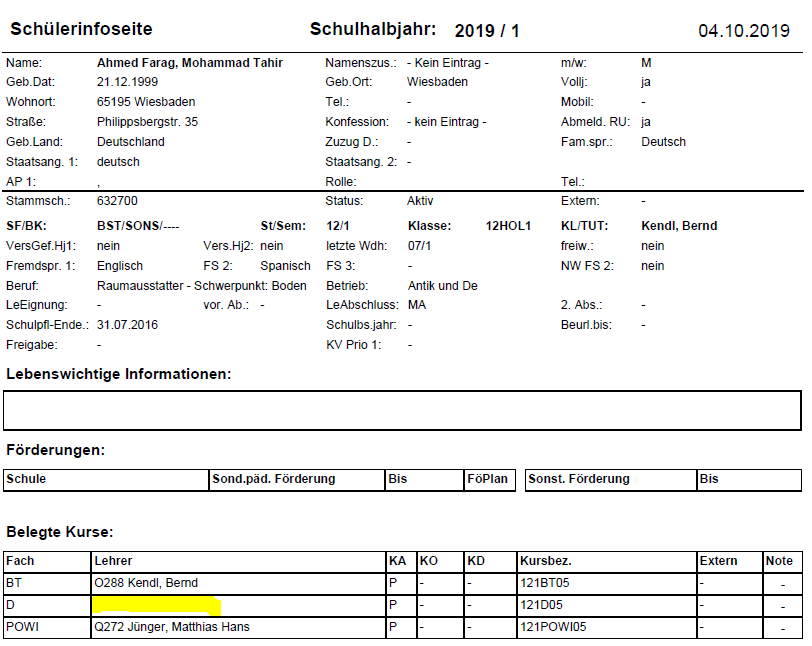 Schülerinfoseite Schulhalbjahr: 2019 / 1 04.10.2019
Name: Ahmed Farag, Mohammad Tahir Namenszus.: - Kein Eintrag - m/w: M
Geb.Dat: 21.12.1999 Geb.Ort: Wiesbaden Vollj: ja
Wohnort: 65195 Wiesbaden Tel.: - Mobil: -
Straße: Philippsbergstr. 35 Konfession: - kein Eintrag - Abmeld. RU: ja
Geb.Land: Deutschland Zuzug D.: - Fam.spr.: Deutsch
Staatsang. 1: deutsch Staatsang. 2: -
AP 1: , Rolle: Tel.:
Stammsch.: 632700 Status: Aktiv Extern: -
SF/BK: BST/SONS/---- St/Sem: 12/1 Klasse: 12HOL1 KL/TUT: Kendl, Bernd
VersGef.Hj1: nein Vers.Hj2: nein letzte Wdh: 07/1 freiw.: nein
Fremdspr. 1: Englisch FS 2: Spanisch FS 3: - NW FS 2: nein
Beruf: Raumausstatter - Schwerpunkt: Boden Betrieb: Antik und De
LeEignung: - vor. Ab.: - LeAbschluss: MA 2. Abs.: -
Schulpfl-Ende.: 31.07.2016 Schulbs.jahr: - Beurl.bis: -
Freigabe: - KV Prio 1: -
Lebenswichtige Informationen:
Förderungen:
Schule Sond.päd. Förderung Bis FöPlan Sonst. Förderung Bis
Belegte Kurse:
Fach Lehrer KA KO KD Kursbez. Extern Note
BT O288 Kendl, Bernd P - - 121BT05 - -
D P - - 121D05 - -
POWI Q272 Jünger, Matthias Hans P - - 121POWI05 - -